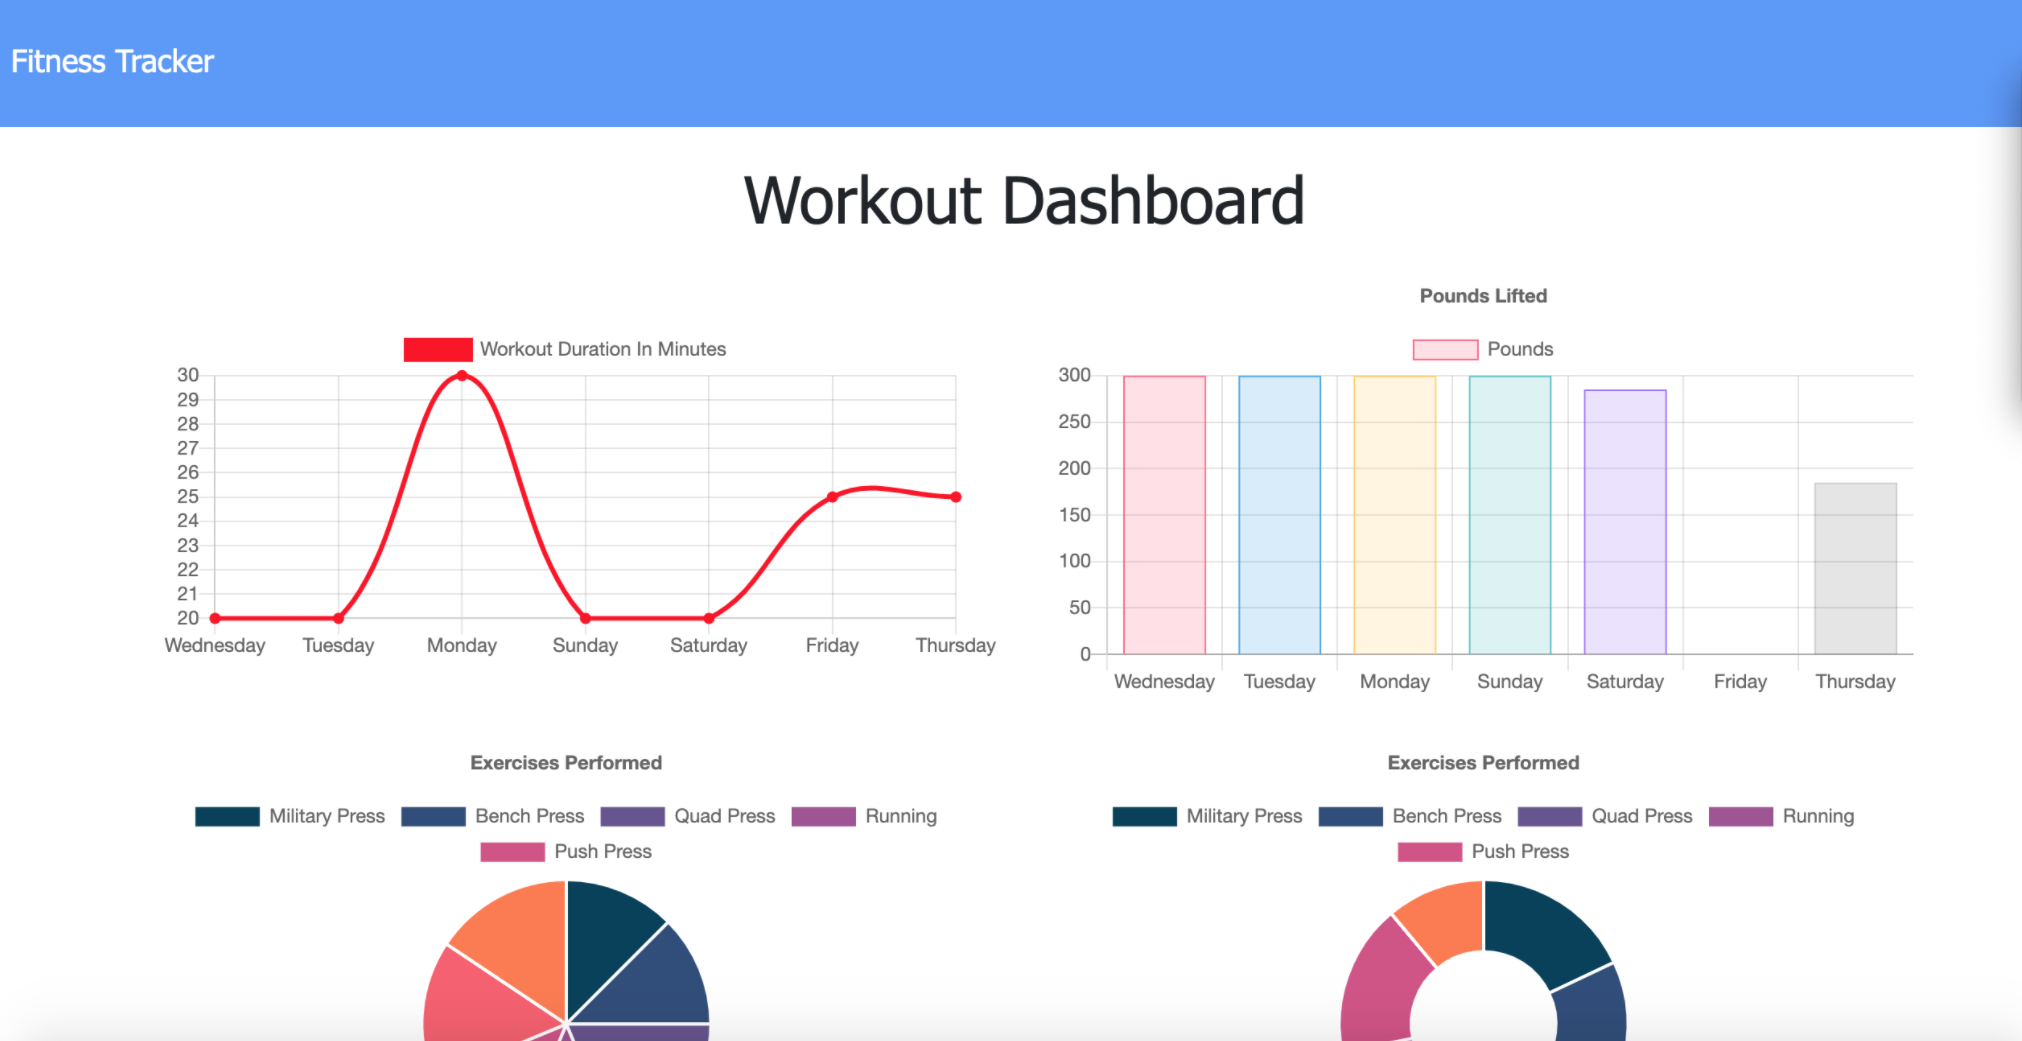 Fitness Tracker
Workout Dashboard
Workout Duration In Minutes
30
29
28
27
26
25
24
23
22
21
20
Wednesday Tuesday Monday Sunday Saturday Friday Thursday
Pounds Lifted
Pounds
300
250
200
150
100
50
0
Wednesday Tuesday Monday Sunday Saturday Friday Thursday
Exercises Performed
Military Press Bench Press Quad Press Running
Push Press
Exercises Performed
Military Press Bench Press Quad Press Running
Push Press